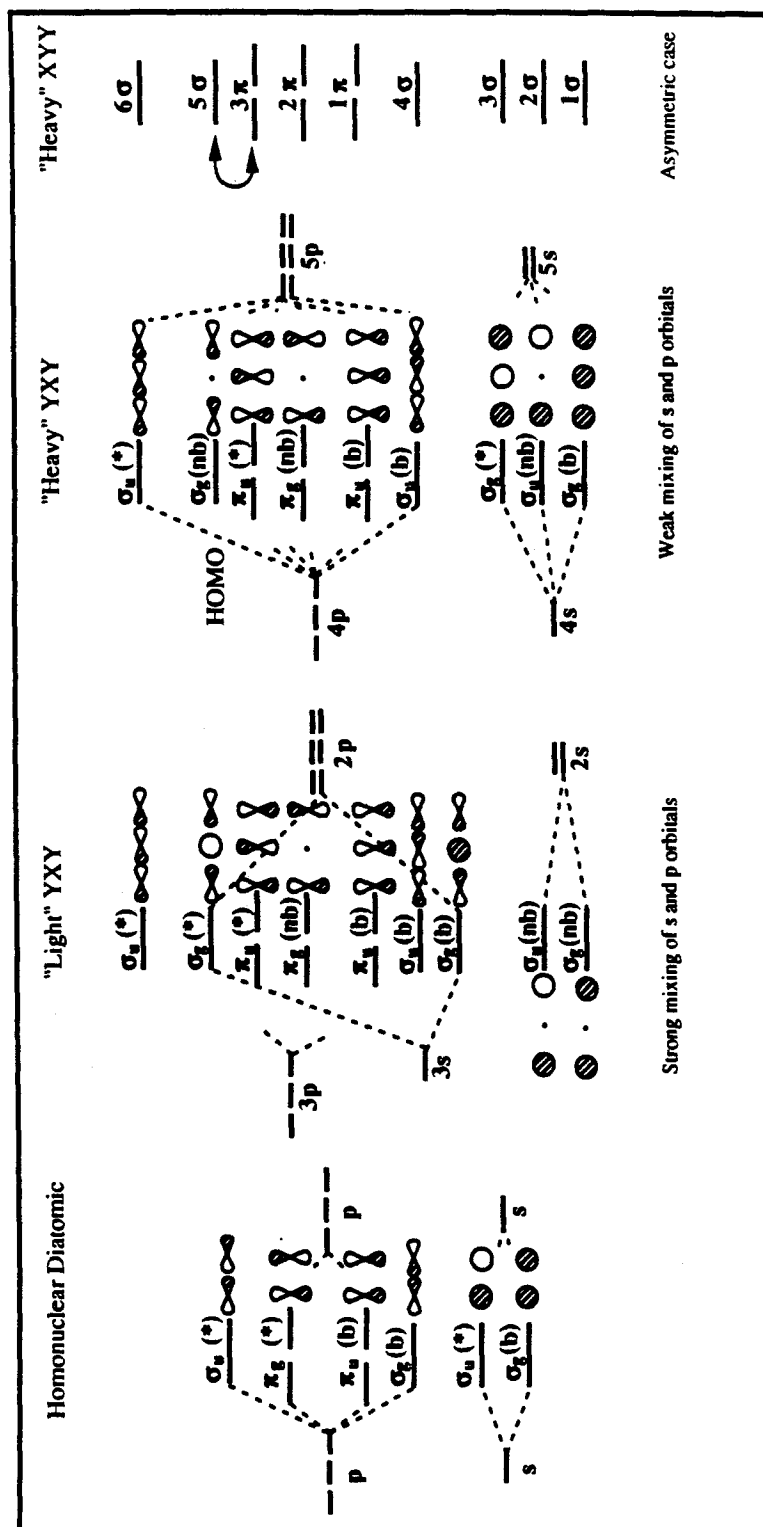 Homonuclear Diatomic
σu (*)
πg (*)
p
p
πu (b)
σg (b)
σu (*)
s
s
σg (b)
"Light" YXY
σu (*)
σg (*)
πu (*)
3p
πg (nb)
2p
πu (b)
σu (b)
3s
σg (b)
σu (nb)
2s
σg (nb)
Strong mixing of s and p orbitals
"Heavy" YXY
σu (*)
HOMO
σg (nb)
πu (*)
4p
πg (nb)
5p
πu (b)
σu (b)
σg (*)
4s
σu (nb)
5s
σg (b)
Weak mixing of s and p orbitals
"Heavy" XYY
6σ
5σ
3π
2π
1π
4σ
3σ
2σ
1σ
Asymmetric case